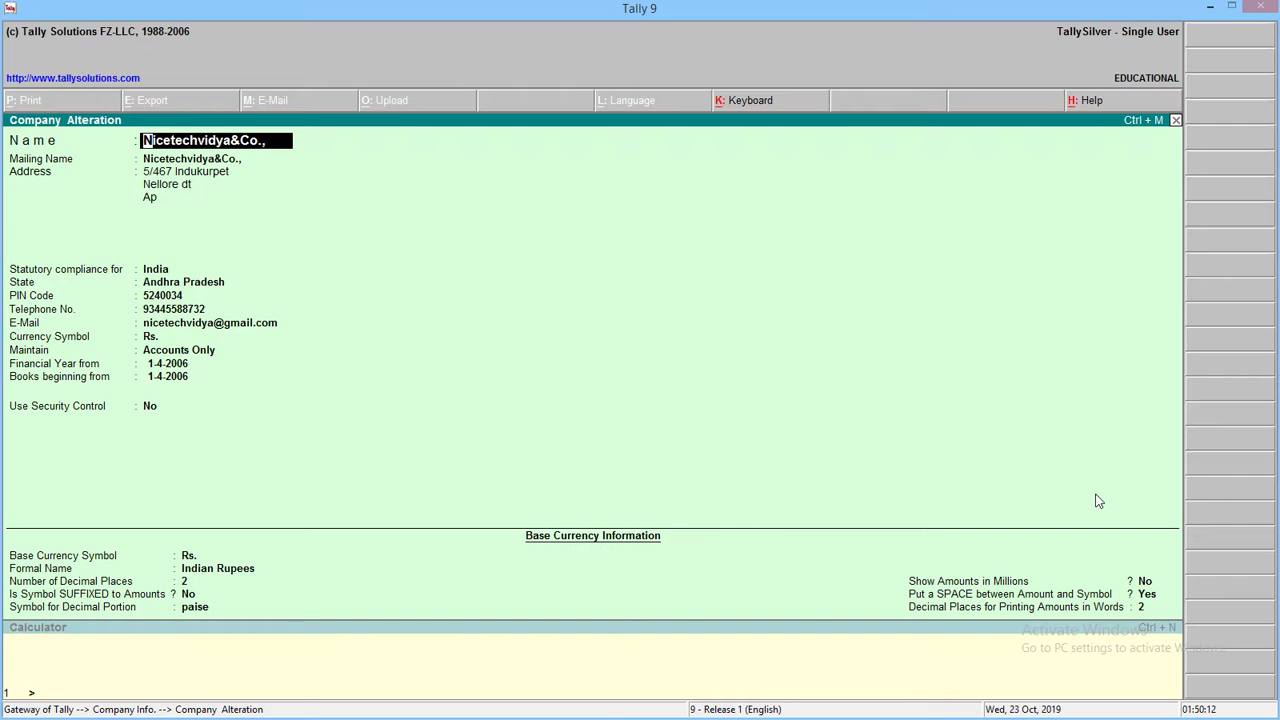 Tally 9
(c) Tally Solutions FZ-LLC, 1988-2006
TallySilver - Single User
http://www.tallysolutions.com
EDUCATIONAL
P: Print E: Export M: E-Mail O: Upload L: Language K: Keyboard H: Help
Company Alteration Ctrl + M
Name : Nicetechvidya&Co.,
Mailing Name : Nicetechvidya&Co.,
Address : 5/467 Indukurpet
Nellore dt
Ap
Statutory compliance for : India
State : Andhra Pradesh
PIN Code : 5240034
Telephone No. : 93445588732
E-Mail : nicetechvidya@gmail.com
Currency Symbol : Rs.
Maintain : Accounts Only
Financial Year from : 1-4-2006
Books beginning from : 1-4-2006
Use Security Control : No
Base Currency Information
Base Currency Symbol : Rs.
Formal Name : Indian Rupees
Number of Decimal Places : 2
Is Symbol SUFFIXED to Amounts ? No
Symbol for Decimal Portion : paise
Show Amounts in Millions ? No
Put a SPACE between Amount and Symbol ? Yes
Decimal Places for Printing Amounts in Words : 2
Calculator Ctrl + N
Activate Windows
Go to PC settings to activate Windows.
1 >
Gateway of Tally --> Company Info. --> Company Alteration
9 - Release 1 (English)
Wed, 23 Oct, 2019
01:50:12